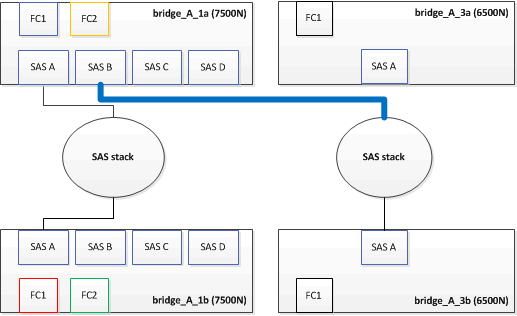 FC1 FC2 bridge_A_1a (7500N)
SAS A SAS B SAS C SAS D
FC1 bridge_A_3a (6500N)
SAS A
SAS stack
SAS stack
SAS A SAS B SAS C SAS D
FC1 FC2 bridge_A_1b (7500N)
SAS A
FC1 bridge_A_3b (6500N)